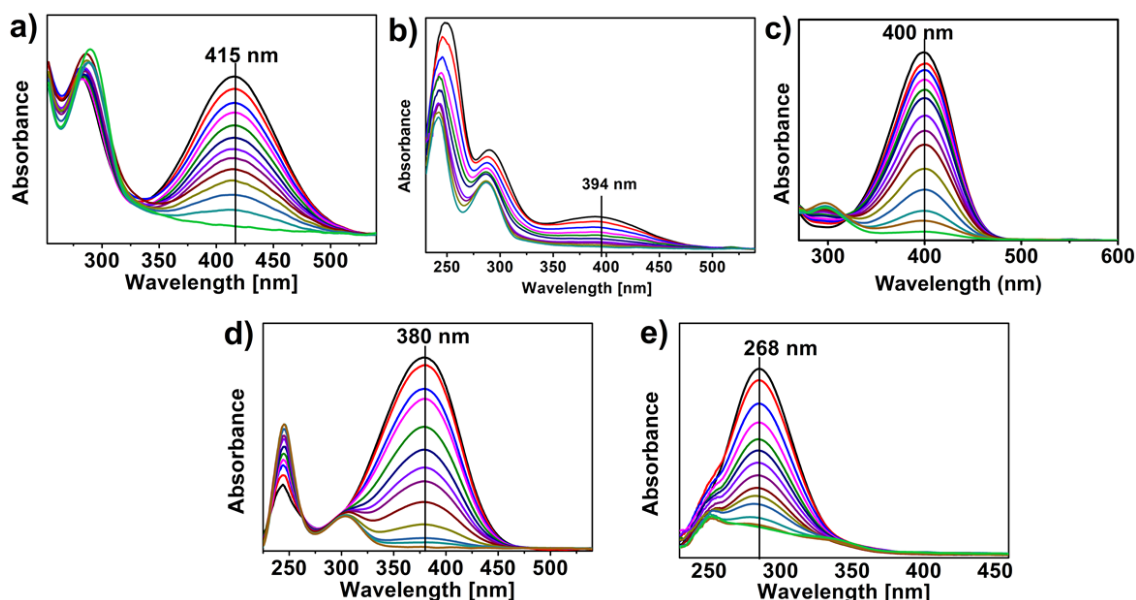 a)
415 nm
Absorbance
300 350 400 450 500
Wavelength [nm]
b)
394 nm
Absorbance
250 300 350 400 450 500
Wavelength [nm]
c)
400 nm
Absorbance
300 400 500 600
Wavelength (nm)
d)
380 nm
Absorbance
250 300 350 400 450 500
Wavelength [nm]
e)
268 nm
Absorbance
250 300 350 400 450
Wavelength [nm]